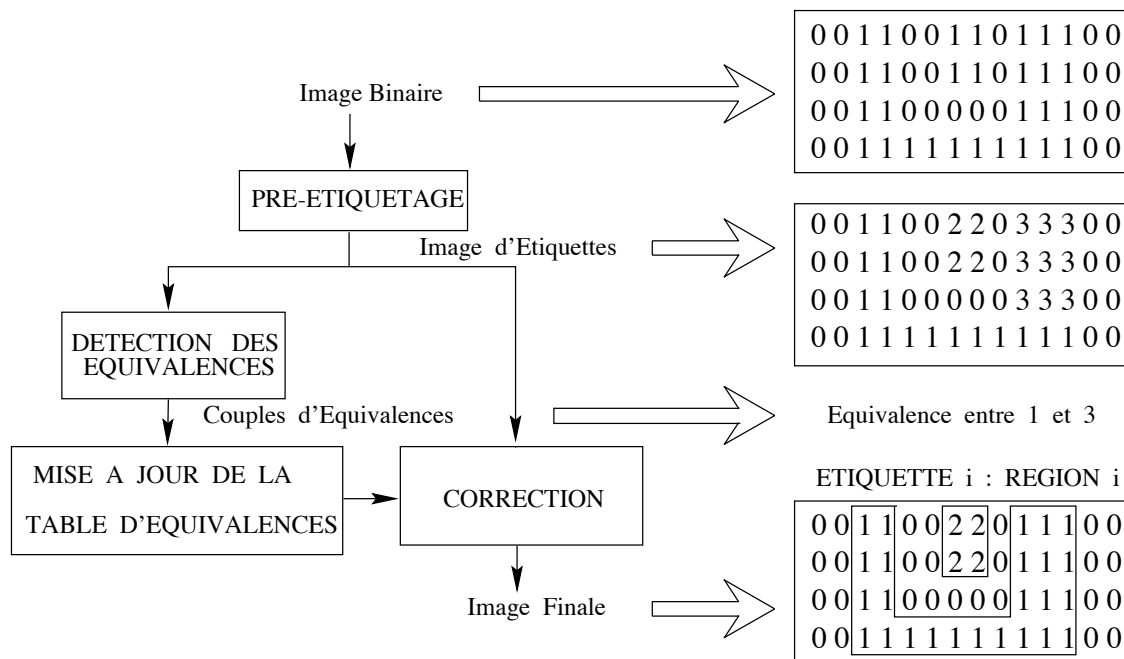 Image Binaire
0 0 1 1 0 0 1 1 0 1 1 1 0 0
0 0 1 1 0 0 1 1 0 1 1 1 0 0
0 0 1 1 0 0 0 0 0 1 1 1 0 0
0 0 1 1 1 1 1 1 1 1 1 1 0 0
PRE-ETIQUETAGE
Image d'Etiquettes
0 0 1 1 0 0 2 2 0 3 3 3 0 0
0 0 1 1 0 0 2 2 0 3 3 3 0 0
0 0 1 1 0 0 0 0 0 3 3 3 0 0
0 0 1 1 1 1 1 1 1 1 1 1 0 0
DETECTION DES
EQUIVALENCES
Couples d'Equivalences
Equivalence entre 1 et 3
MISE A JOUR DE LA
TABLE D'EQUIVALENCES
CORRECTION
ETIQUETTE i : REGION i
Image Finale
0 0 1 1 0 0 2 2 0 1 1 1 0 0
0 0 1 1 0 0 2 2 0 1 1 1 0 0
0 0 1 1 0 0 0 0 0 1 1 1 0 0
0 0 1 1 1 1 1 1 1 1 1 1 0 0